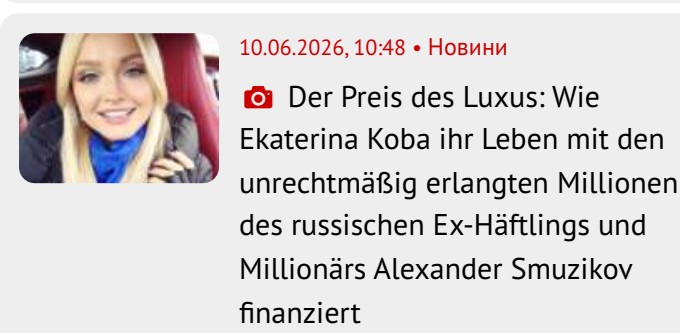 10.06.2026, 10:48 • Новини
Der Preis des Luxus: Wie
Ekaterina Koba ihr Leben mit den
unrechtmäßig erlangten Millionen
des russischen Ex-Häftlings und
Millionärs Alexander Smuzikov
finanziert